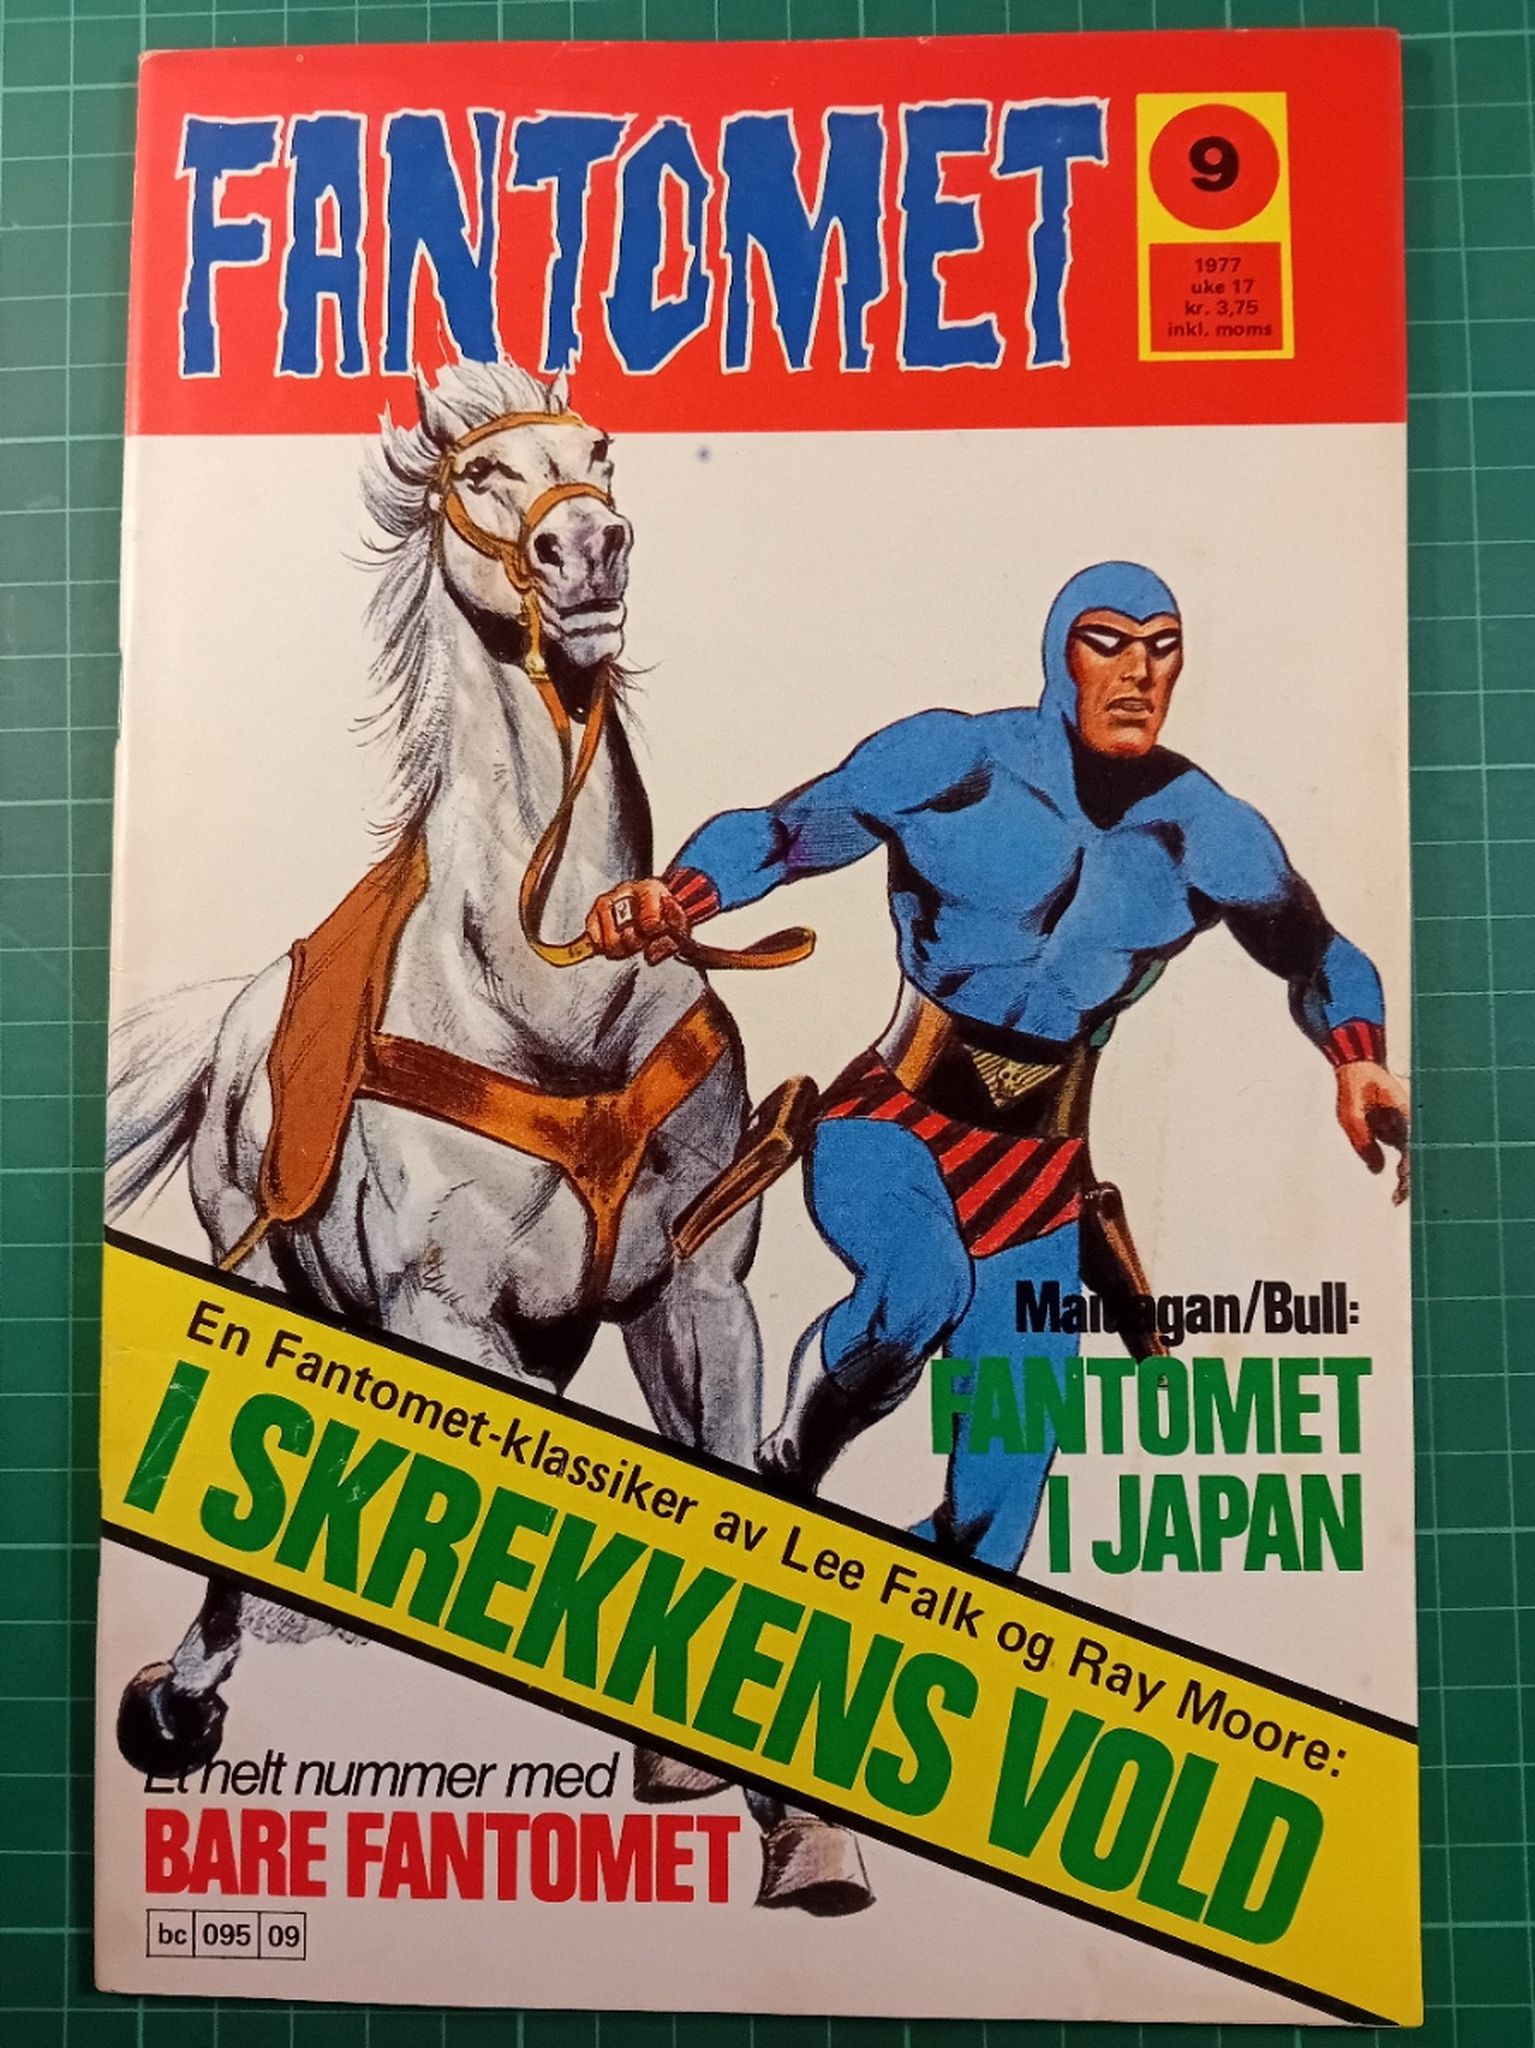 FANTOMET
9
1977
uke 17
kr. 3,75
inkl. moms
/Bull:
FANTOMET
I JAPAN
En Fantomet-klassiker av Lee Falk og Ray Moore:
I SKREKKENS VOLD
Et helt nummer med
BARE FANTOMET
bc 095 09